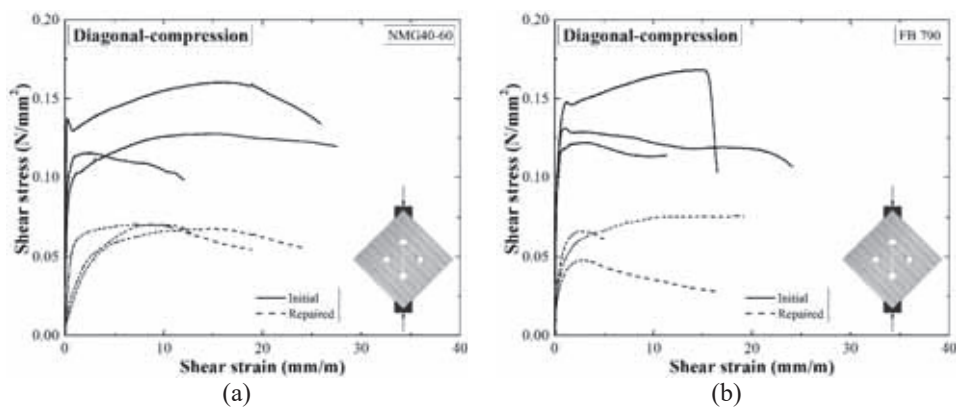 0.20
Diagonal-compression
NMG40-60
0.15
0.10
0.05
0.00
Shear stress (N/mm²)
Initial
Repaired
0 10 20 30 40
Shear strain (mm/m)
(a)
0.20
Diagonal-compression
FB 790
0.15
0.10
0.05
0.00
Shear stress (N/mm²)
Initial
Repaired
0 10 20 30 40
Shear strain (mm/m)
(b)